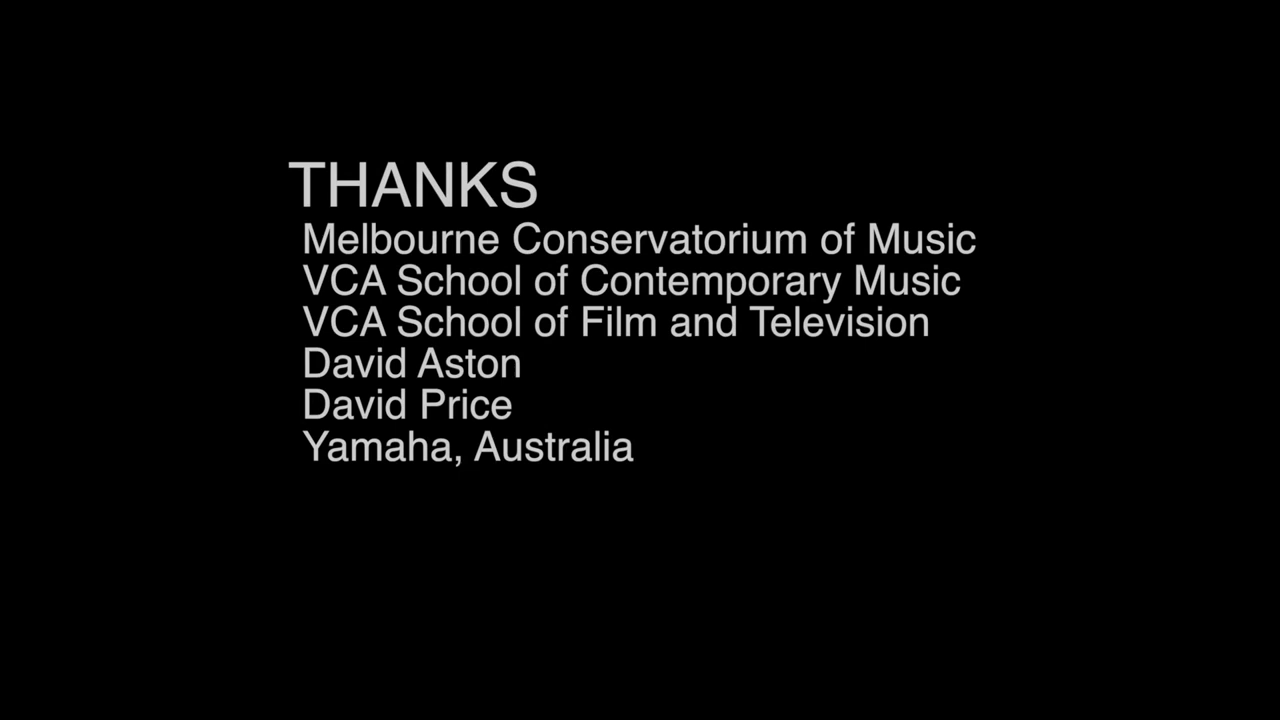 THANKS
Melbourne Conservatorium of Music
VCA School of Contemporary Music
VCA School of Film and Television
David Aston
David Price
Yamaha, Australia